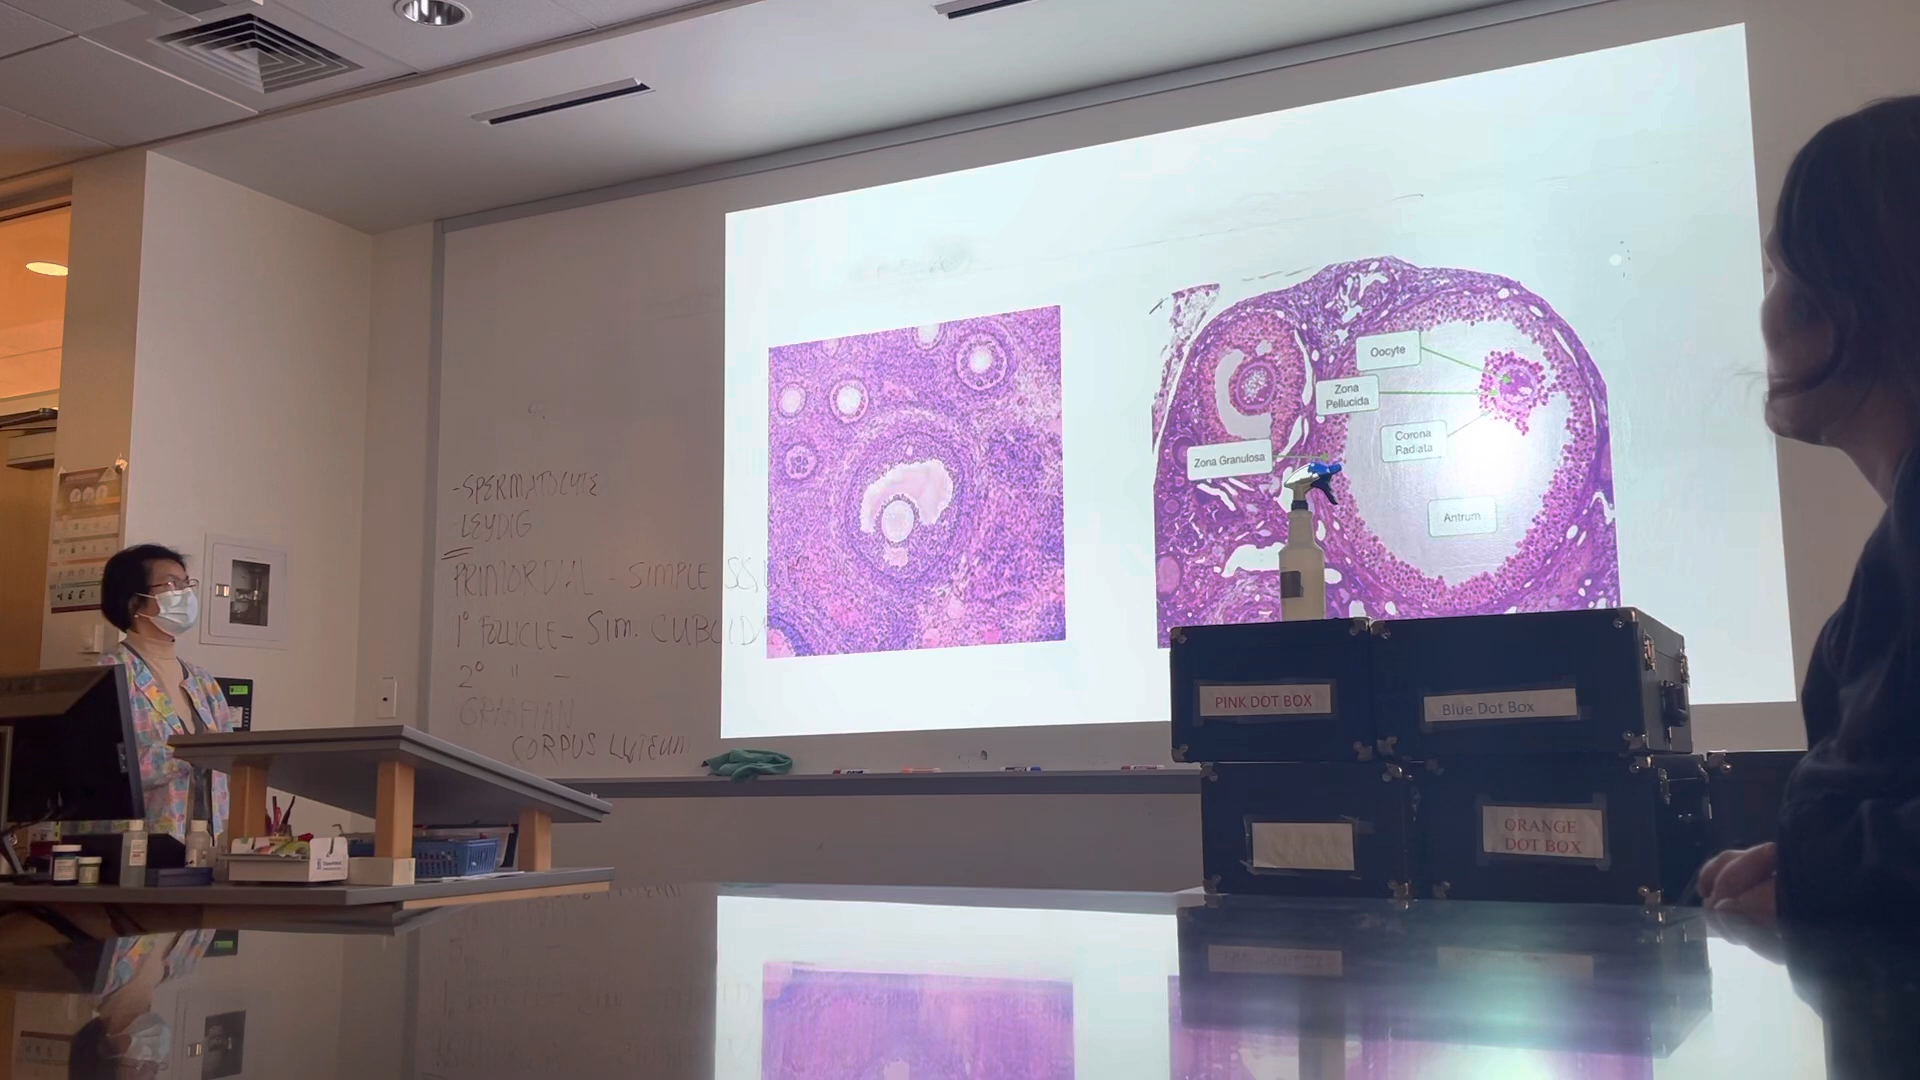 -SPERMATOCYTE
-LEYDIG
PRIMORDIAL - SIMPLE
1° FOLLICLE - Sim. CUBOID
2° " -
GRAAFIAN
CORPUS LUTEUM
Oocyte
Zona
Pellucida
Corona
Radiata
Zona Granulosa
Antrum
PINK DOT BOX
Blue Dot Box
ORANGE
DOT BOX